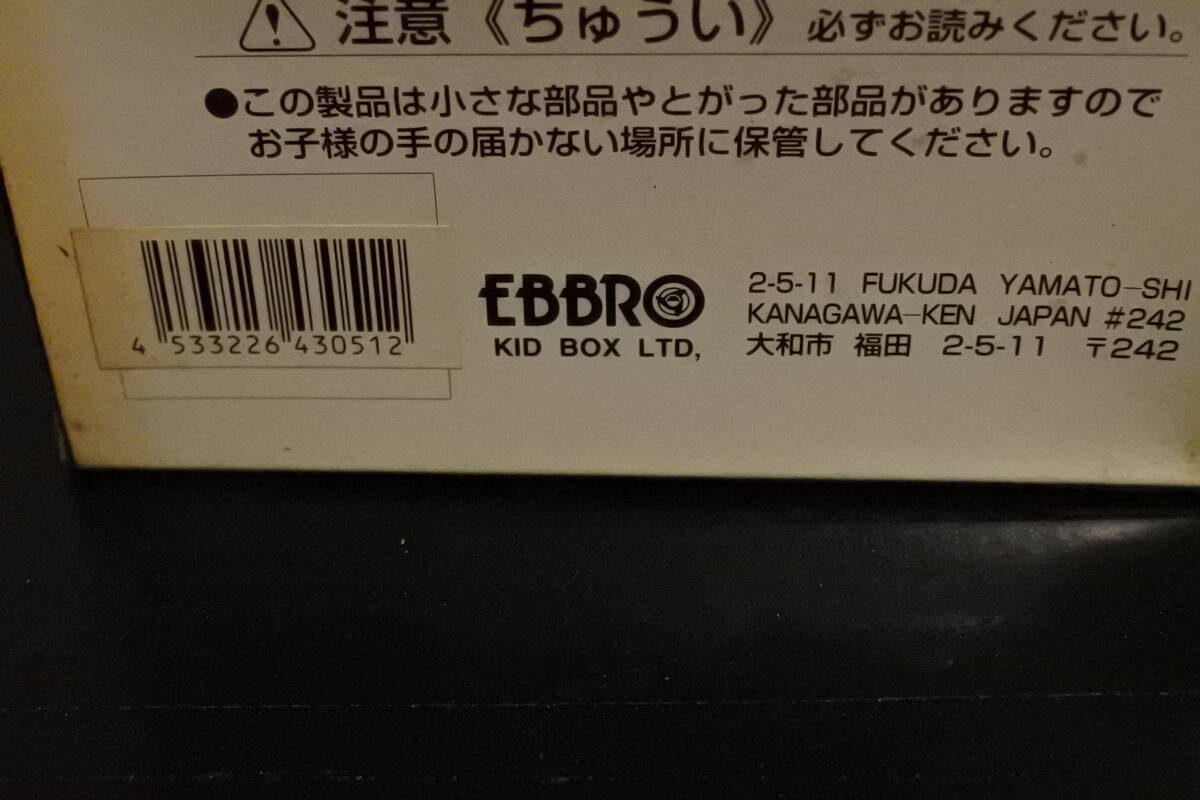 注意《ちゅうい》必ずお読みください。
●この製品は小さな部品やとがった部品がありますので
お子様の手の届かない場所に保管してください。
4 533226 430512
EBBRO
KID BOX LTD,
2-5-11 FUKUDA YAMATO-SHI
KANAGAWA-KEN JAPAN #242
大和市 福田 2-5-11 〒242